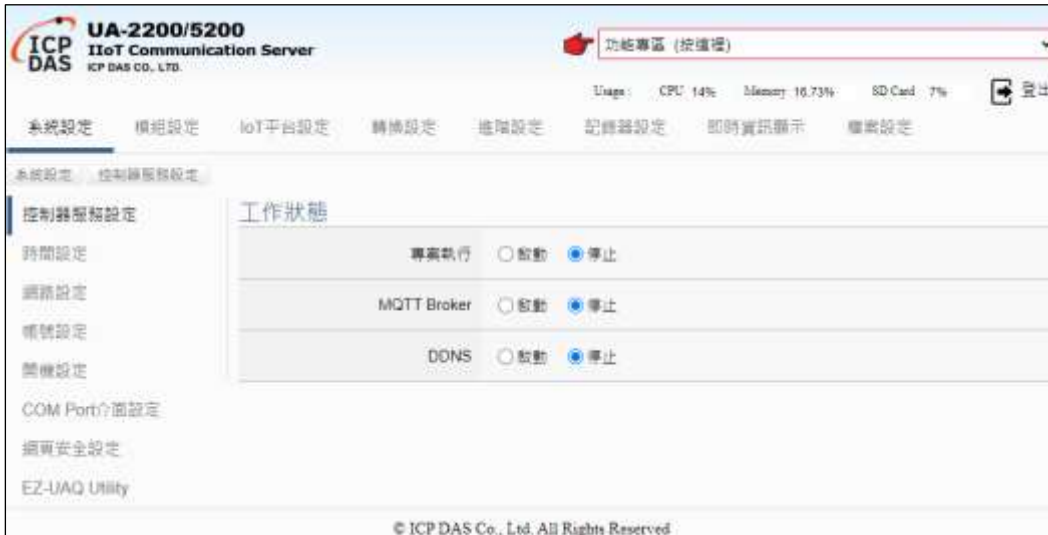 ICP DAS
UA-2200/5200
IIoT Communication Server
ICP DAS CO., LTD.
功能專區 (按這裡)
Usage : CPU 14% Memory 16.73% SD Card 7% 登出
系統設定 模組設定 IoT平台設定 轉換設定 進階設定 記錄器設定 即時資訊顯示 檔案設定
系統設定 控制器服務設定
控制器服務設定
時間設定
網路設定
帳號設定
開機設定
COM Port介面設定
網頁安全設定
EZ-UAQ Utility
工作狀態
專案執行 啟動 停止
MQTT Broker 啟動 停止
DDNS 啟動 停止
© ICP DAS Co., Ltd. All Rights Reserved